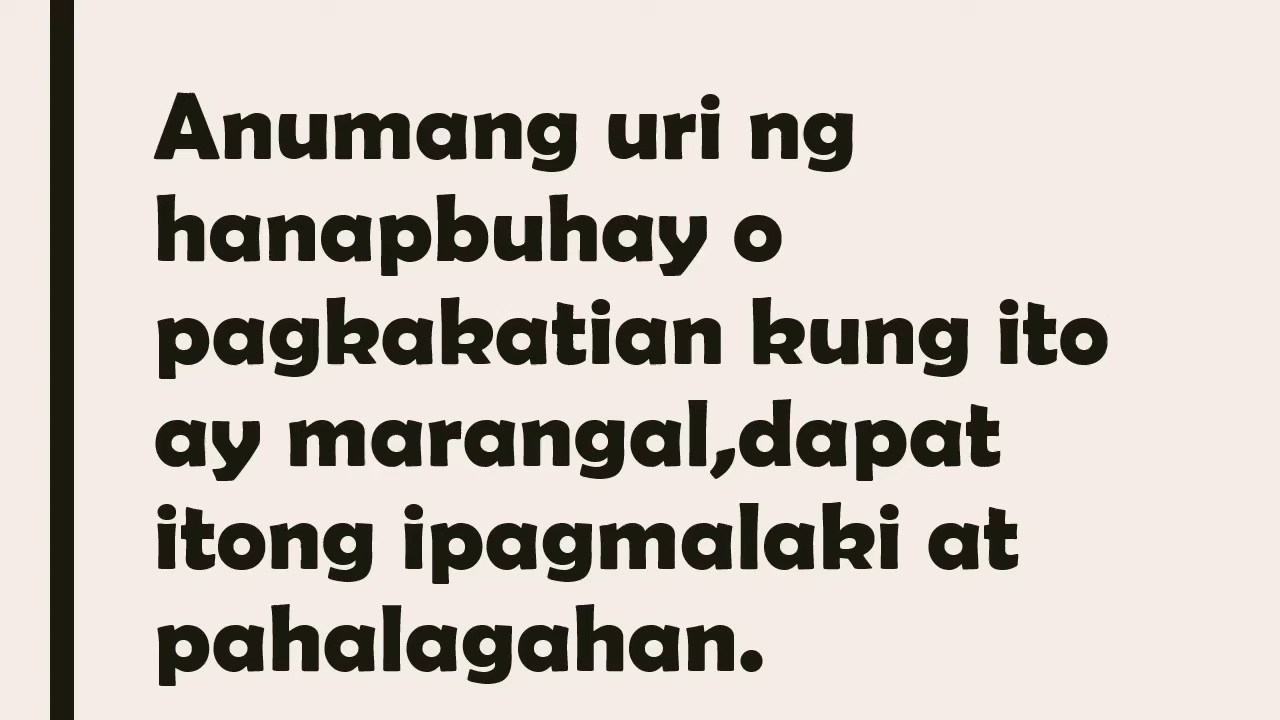 Anumang uri ng
hanapbuhay o
pagkakatian kung ito
ay marangal,dapat
itong ipagmalaki at
pahalagahan.